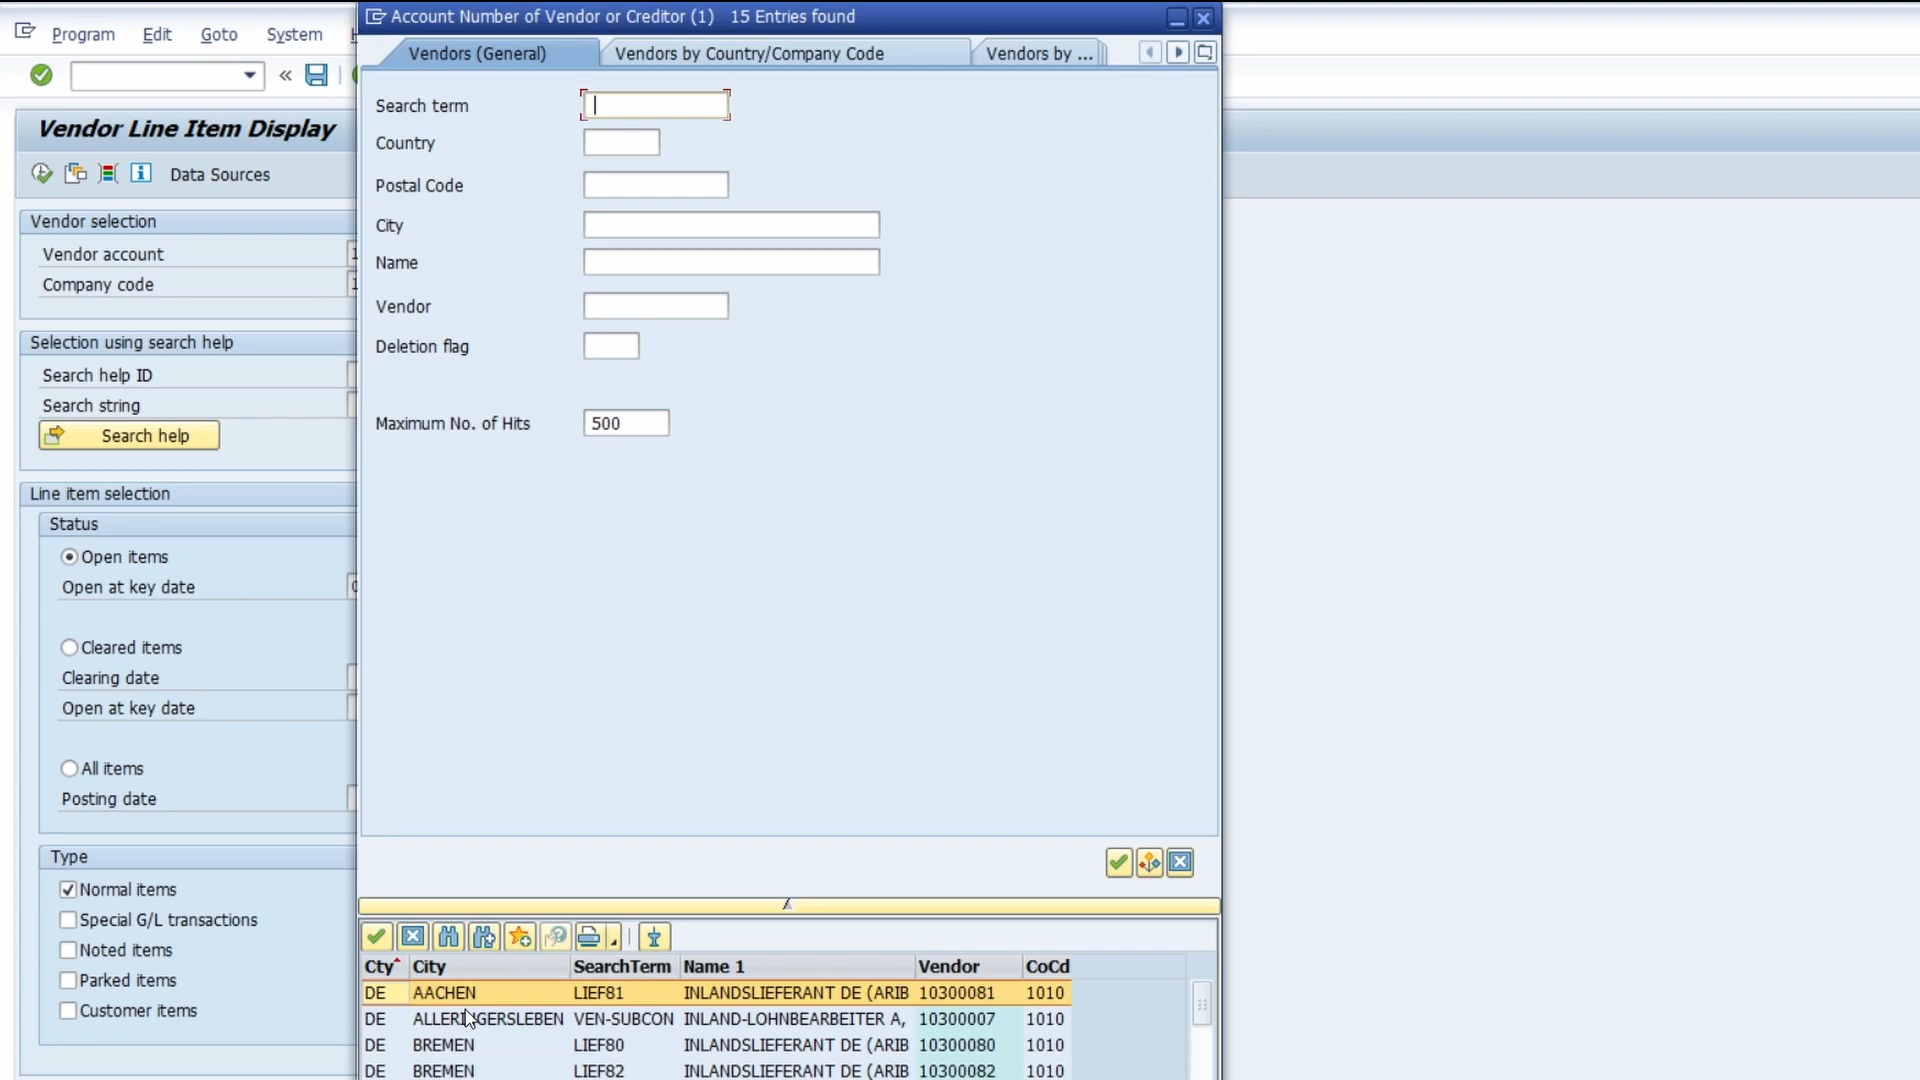 Account Number of Vendor or Creditor (1) 15 Entries found
Program Edit Goto System
Vendors (General) Vendors by Country/Company Code Vendors by ...
«
Vendor Line Item Display
Data Sources
Vendor selection
Vendor account
Company code
Selection using search help
Search help ID
Search string
Search help
Line item selection
Status
Open items
Open at key date
Cleared items
Clearing date
Open at key date
All items
Posting date
Type
Normal items
Special G/L transactions
Noted items
Parked items
Customer items
Search term
Country
Postal Code
City
Name
Vendor
Deletion flag
Maximum No. of Hits 500
Cty City SearchTerm Name 1 Vendor CoCd
DE AACHEN LIEF81 INLANDSLIEFERANT DE (ARIB 10300081 1010
DE ALLERINGERSLEBEN VEN-SUBCON INLAND-LOHNBEARBEITER A, 10300007 1010
DE BREMEN LIEF80 INLANDSLIEFERANT DE (ARIB 10300080 1010
DE BREMEN LIEF82 INLANDSLIEFERANT DE (ARIB 10300082 1010